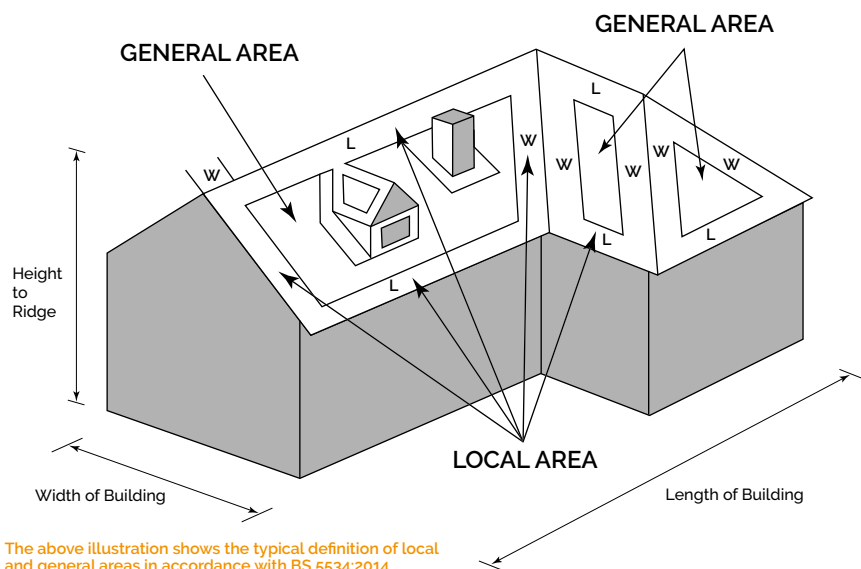 GENERAL AREA
GENERAL AREA
L
L
W
W
W
W
W
W
L
L
L
Height
to
Ridge
LOCAL AREA
Width of Building
Length of Building
The above illustration shows the typical definition of local
and general areas in accordance with BS 5534:2014